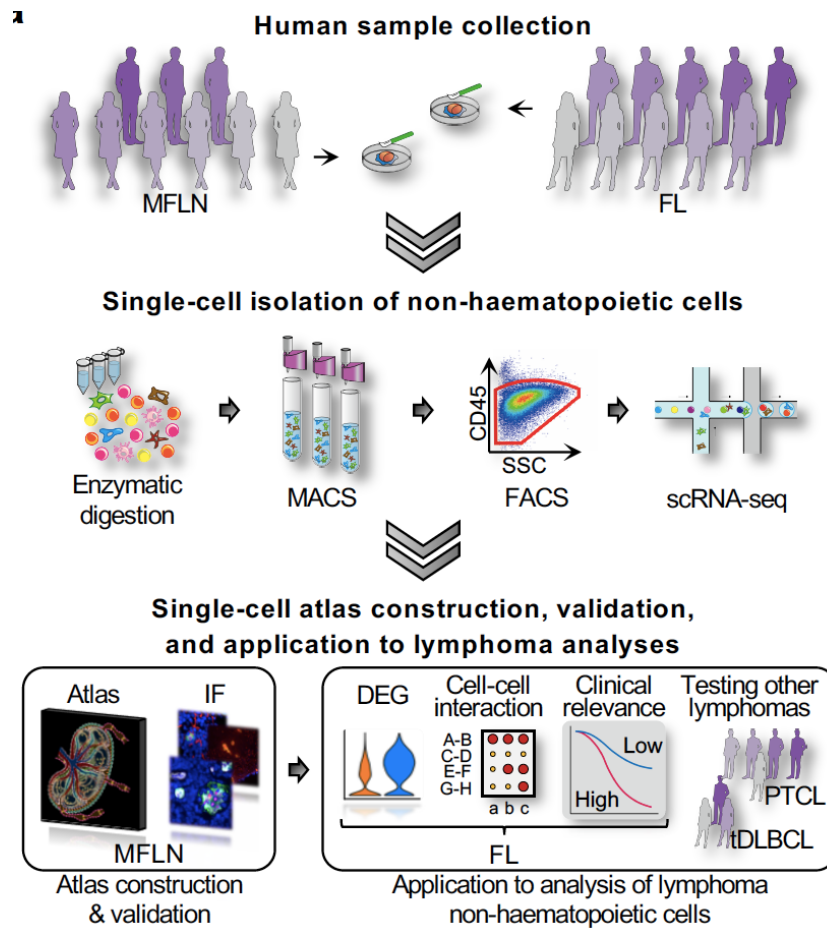 a
Human sample collection
MFLN
FL
Single-cell isolation of non-haematopoietic cells
CD45
SSC
Enzymatic
digestion
MACS
FACS
scRNA-seq
Single-cell atlas construction, validation,
and application to lymphoma analyses
Atlas
IF
MFLN
DEG
Cell-cell
interaction
A-B
C-D
E-F
G-H
a b c
Clinical
relevance
Low
High
Testing other
lymphomas
PTCL
tDLBCL
FL
Atlas construction
& validation
Application to analysis of lymphoma
non-haematopoietic cells